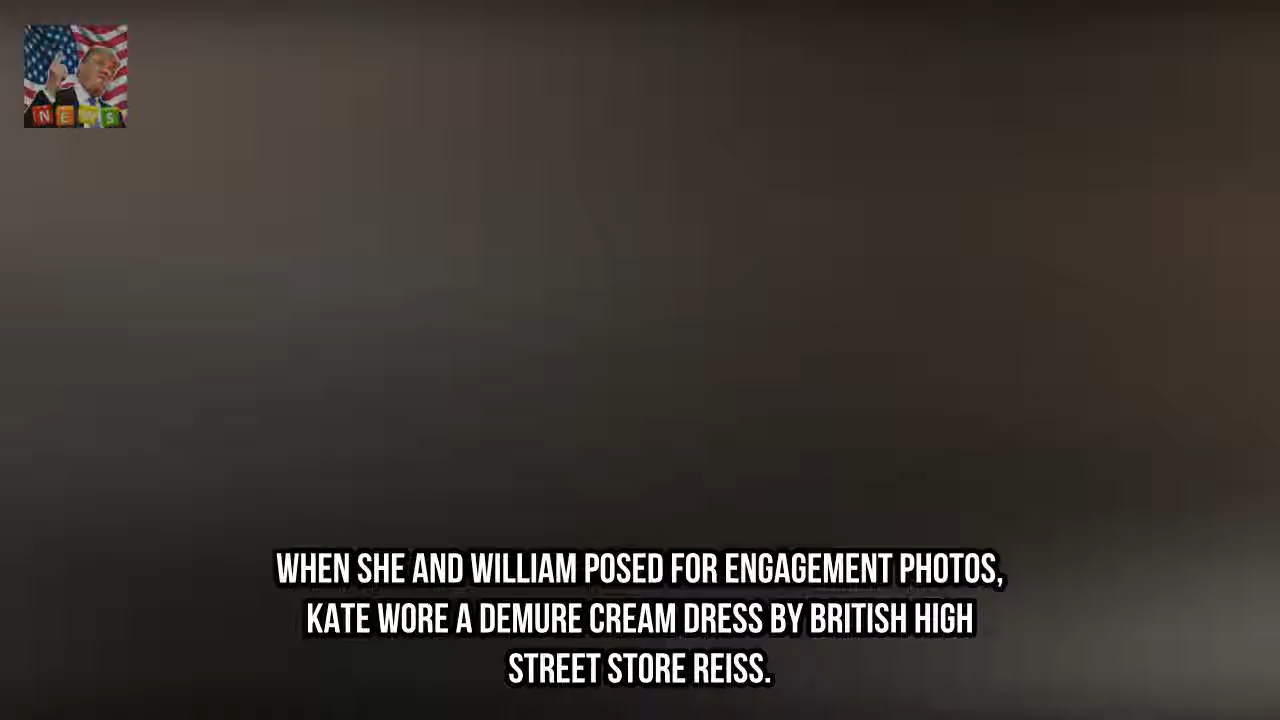 NEWS
WHEN SHE AND WILLIAM POSED FOR ENGAGEMENT PHOTOS,
KATE WORE A DEMURE CREAM DRESS BY BRITISH HIGH
STREET STORE REISS.